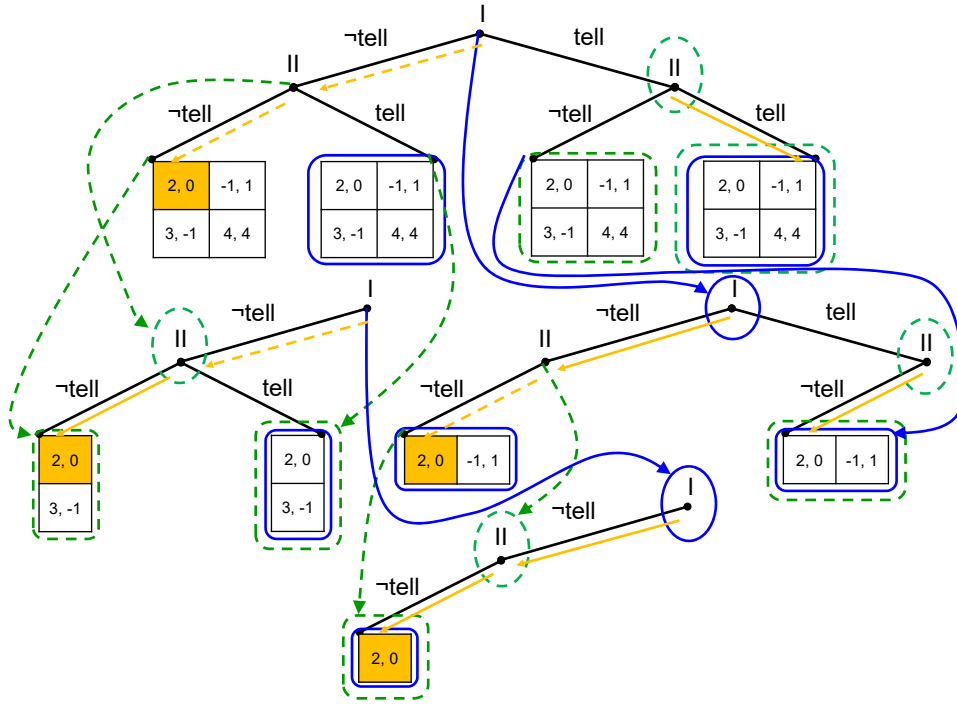 I
¬tell tell
II II
¬tell tell ¬tell tell
2, 0 -1, 1 2, 0 -1, 1 2, 0 -1, 1 2, 0 -1, 1
3, -1 4, 4 3, -1 4, 4 3, -1 4, 4 3, -1 4, 4
I I
¬tell ¬tell tell
II II II
¬tell tell ¬tell ¬tell
2, 0 2, 0 2, 0 -1, 1 2, 0 -1, 1
3, -1 3, -1
I
¬tell
II
¬tell
2, 0